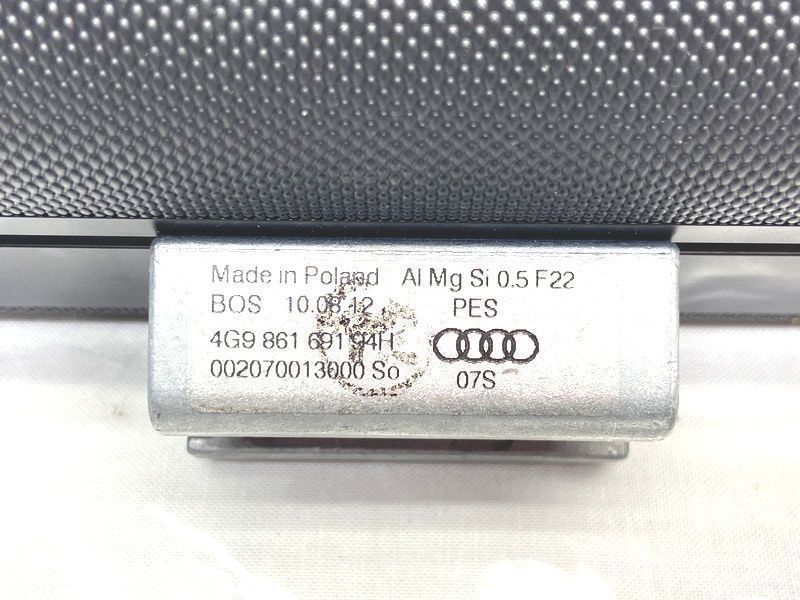 Made in Poland Al Mg Si 0.5 F22
BOS 10.08.12 PES
4G9 861 691 94H
002070013000 So 07S